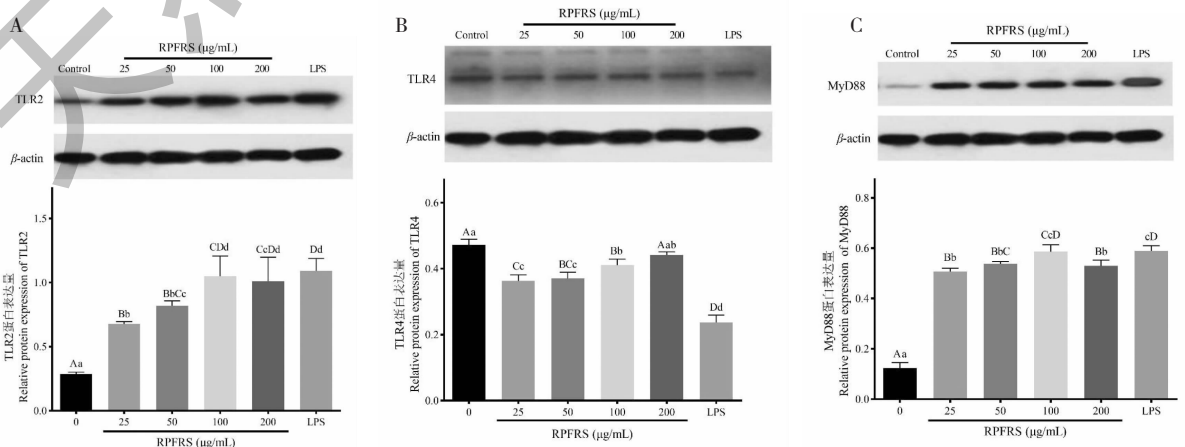 A
RPFRS (μg/mL)
Control 25 50 100 200 LPS
TLR2
β-actin
TLR2蛋白表达量
Relative protein expression of TLR2
1.5
1.0
0.5
0.0
Aa Bb BbCc CDd CcDd Dd
0 25 50 100 200 LPS
RPFRS (μg/mL)
B
RPFRS (μg/mL)
Control 25 50 100 200 LPS
TLR4
β-actin
TLR4蛋白表达量
Relative protein expression of TLR4
0.6
0.4
0.2
0.0
Aa Cc BCc Bb Aab Dd
0 25 50 100 200 LPS
RPFRS (μg/mL)
C
RPFRS (μg/mL)
Control 25 50 100 200 LPS
MyD88
β-actin
MyD88蛋白表达量
Relative protein expression of MyD88
0.8
0.6
0.4
0.2
0.0
Aa Bb BbC CcD Bb cD
0 25 50 100 200 LPS
RPFRS (μg/mL)